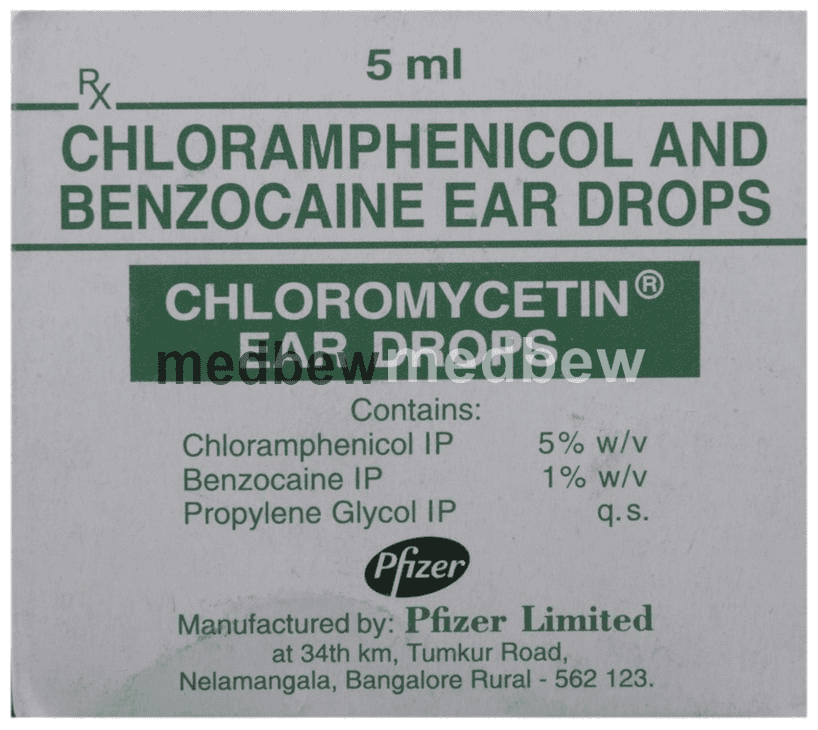 5 ml
Rx
CHLORAMPHENICOL AND
BENZOCAINE EAR DROPS
CHLOROMYCETIN®
EAR DROPS
medbew medbew
Contains:
Chloramphenicol IP 5% w/v
Benzocaine IP 1% w/v
Propylene Glycol IP q.s.
Pfizer
Manufactured by: Pfizer Limited
at 34th km, Tumkur Road,
Nelamangala, Bangalore Rural - 562 123.